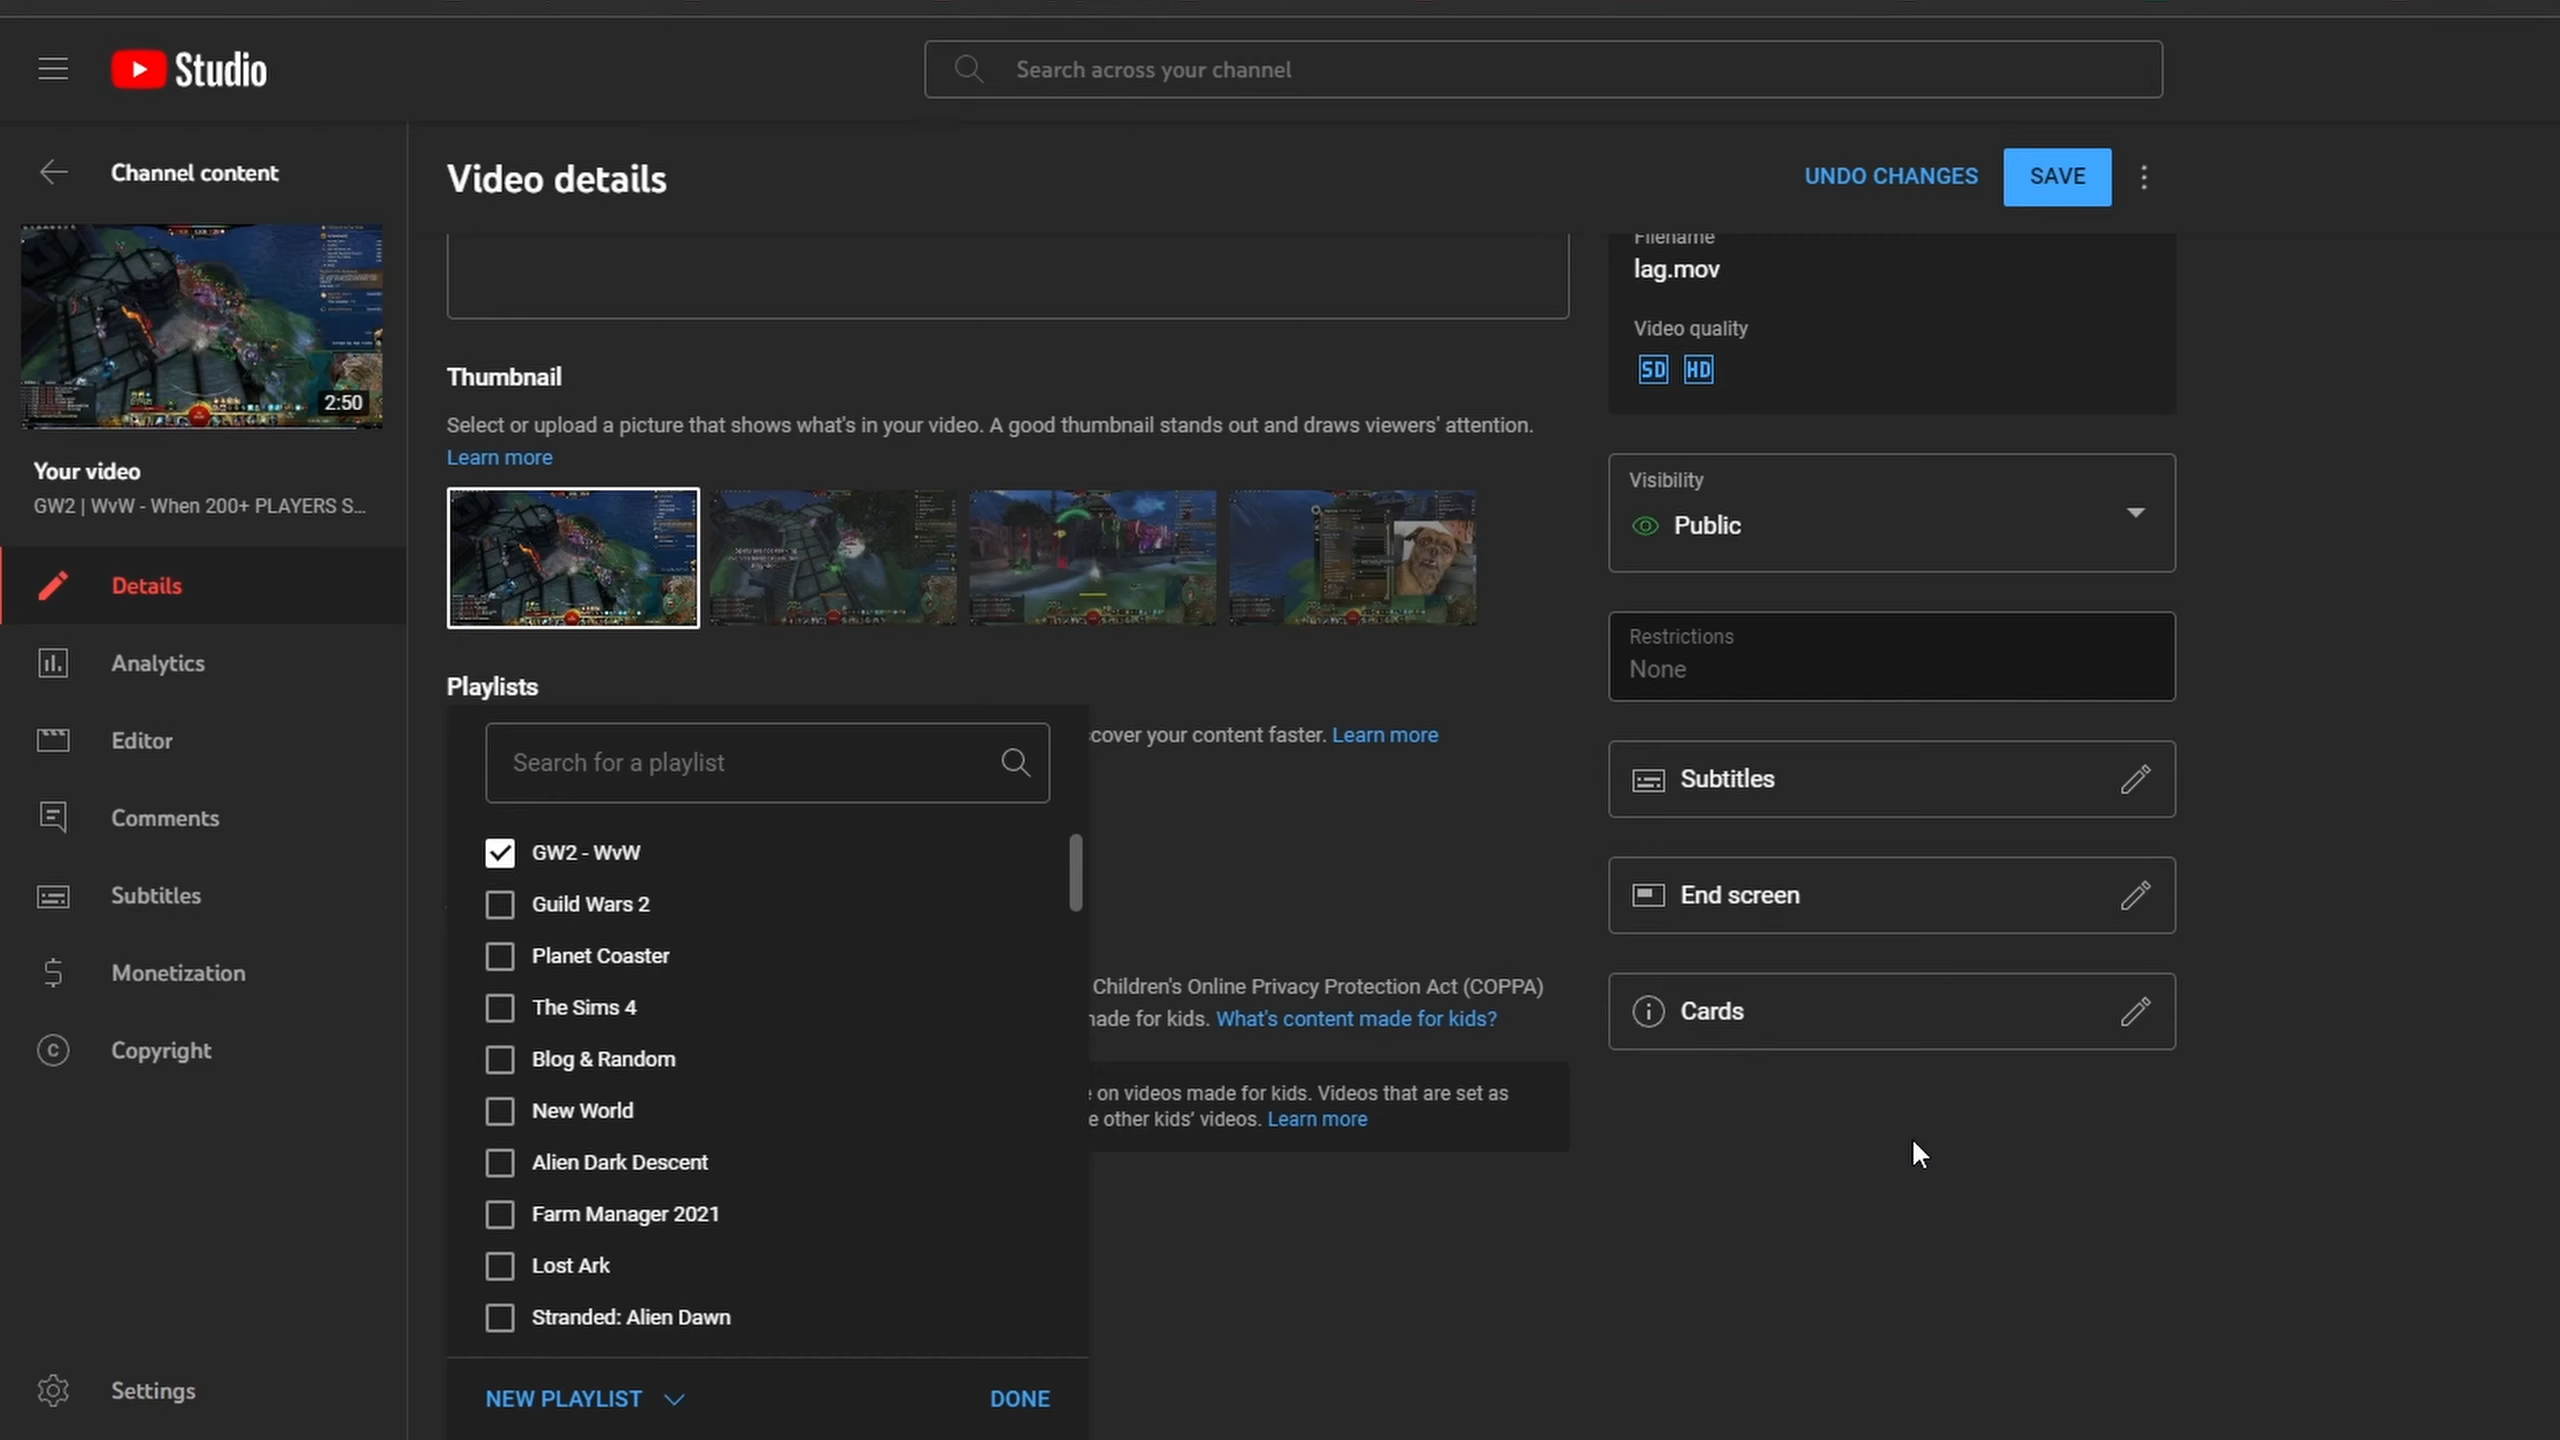 Studio
Search across your channel
Channel content
Video details
UNDO CHANGES
SAVE
2:50
Your video
GW2 | WvW - When 200+ PLAYERS S...
Details
Analytics
Editor
Comments
Subtitles
Monetization
Copyright
Settings
Thumbnail
Select or upload a picture that shows what's in your video. A good thumbnail stands out and draws viewers' attention.
Learn more
Playlists
cover your content faster. Learn more
Search for a playlist
GW2 - WvW
Guild Wars 2
Planet Coaster
The Sims 4
Blog & Random
New World
Alien Dark Descent
Farm Manager 2021
Lost Ark
Stranded: Alien Dawn
NEW PLAYLIST
DONE
Children's Online Privacy Protection Act (COPPA)
made for kids. What's content made for kids?
on videos made for kids. Videos that are set as
e other kids' videos. Learn more
Filename
lag.mov
Video quality
SD HD
Visibility
Public
Restrictions
None
Subtitles
End screen
Cards